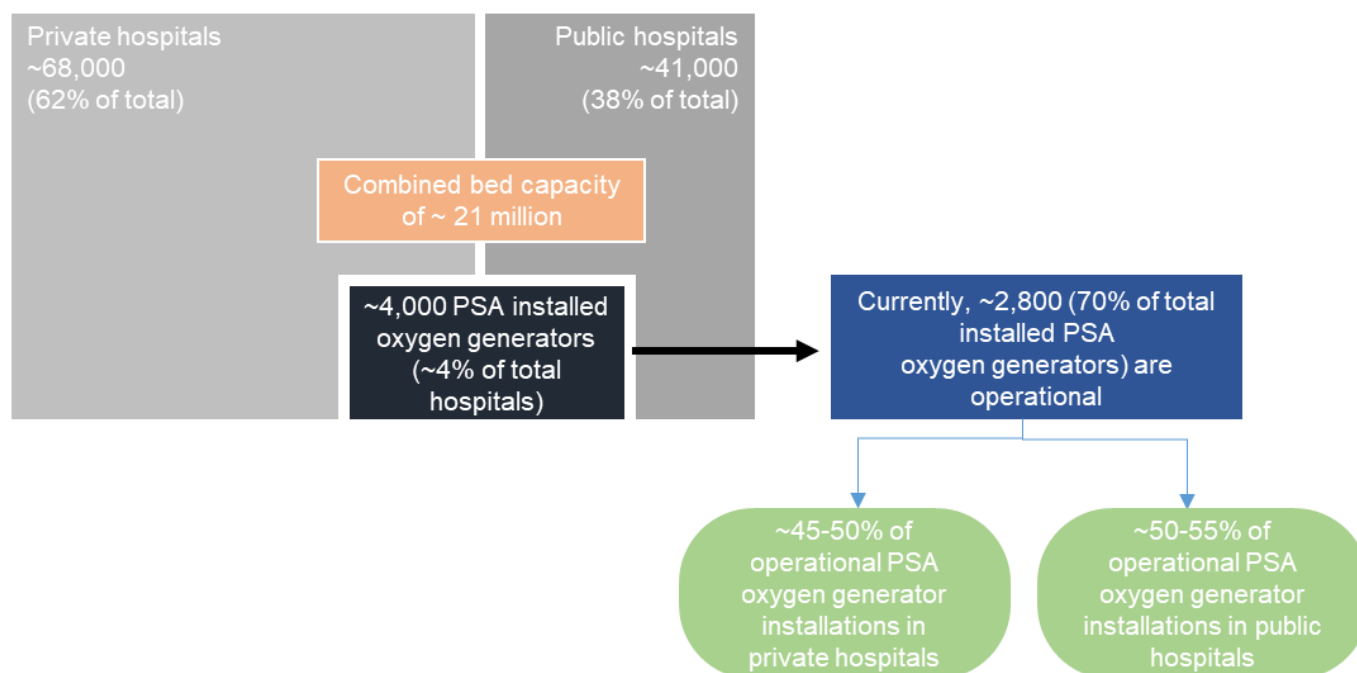 Private hospitals
~68,000
(62% of total)
Public hospitals
~41,000
(38% of total)
Combined bed capacity
of ~ 21 million
~4,000 PSA installed
oxygen generators
(~4% of total
hospitals)
Currently, ~2,800 (70% of total
installed PSA
oxygen generators) are
operational
~45-50% of
operational PSA
oxygen generator
installations in
private hospitals
~50-55% of
operational PSA
oxygen generator
installations in public
hospitals